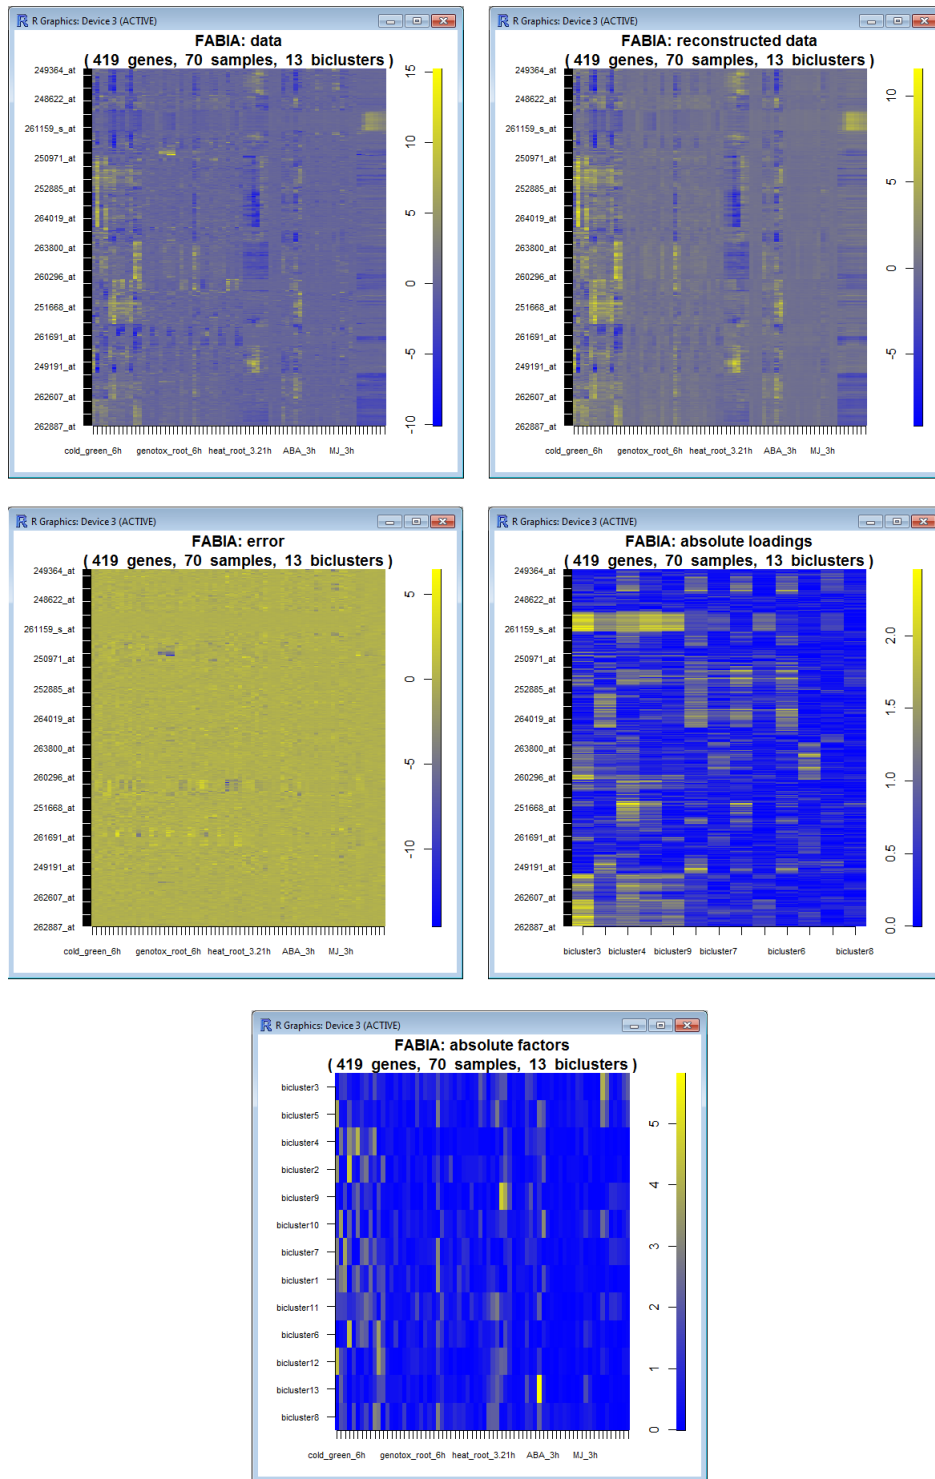 R Graphics: Device 3 (ACTIVE)
FABIA: data
( 419 genes, 70 samples, 13 biclusters )
249364_at
248622_at
261159_s_at
250971_at
252885_at
264019_at
263800_at
260296_at
251668_at
261691_at
249191_at
262607_at
262887_at
cold_green_6h genotox_root_6h heat_root_3.21h ABA_3h MJ_3h
15
10
5
0
-5
-10
R Graphics: Device 3 (ACTIVE)
FABIA: reconstructed data
( 419 genes, 70 samples, 13 biclusters )
249364_at
248622_at
261159_s_at
250971_at
252885_at
264019_at
263800_at
260296_at
251668_at
261691_at
249191_at
262607_at
262887_at
cold_green_6h genotox_root_6h heat_root_3.21h ABA_3h MJ_3h
10
5
0
-5
R Graphics: Device 3 (ACTIVE)
FABIA: error
( 419 genes, 70 samples, 13 biclusters )
249364_at
248622_at
261159_s_at
250971_at
252885_at
264019_at
263800_at
260296_at
251668_at
261691_at
249191_at
262607_at
262887_at
cold_green_6h genotox_root_6h heat_root_3.21h ABA_3h MJ_3h
5
0
-5
-10
R Graphics: Device 3 (ACTIVE)
FABIA: absolute loadings
( 419 genes, 70 samples, 13 biclusters )
249364_at
248622_at
261159_s_at
250971_at
252885_at
264019_at
263800_at
260296_at
251668_at
261691_at
249191_at
262607_at
262887_at
bicluster3 bicluster4 bicluster9 bicluster7 bicluster6 bicluster8
2.0
1.5
1.0
0.5
0.0
R Graphics: Device 3 (ACTIVE)
FABIA: absolute factors
( 419 genes, 70 samples, 13 biclusters )
bicluster3
bicluster5
bicluster4
bicluster2
bicluster9
bicluster10
bicluster7
bicluster1
bicluster11
bicluster6
bicluster12
bicluster13
bicluster8
cold_green_6h genotox_root_6h heat_root_3.21h ABA_3h MJ_3h
5
4
3
2
1
0